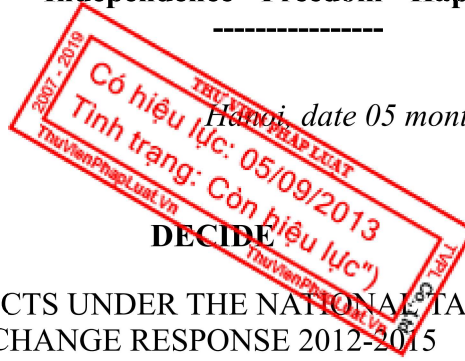 Independence - Freedom - Hap
----------------
Hanoi, date 05 mont
2007 - 2019
THƯ VIỆN PHÁP LUẬT
Có hiệu lực: 05/09/2013
Tình trạng: Còn hiệu lực")
ThuVienPhapLuat.Vn
ThuVienPhapLuat.Vn
TVPL Co.,Ltd
DECIDE
CTS UNDER THE NATIONAL TA
CHANGE RESPONSE 2012-2015